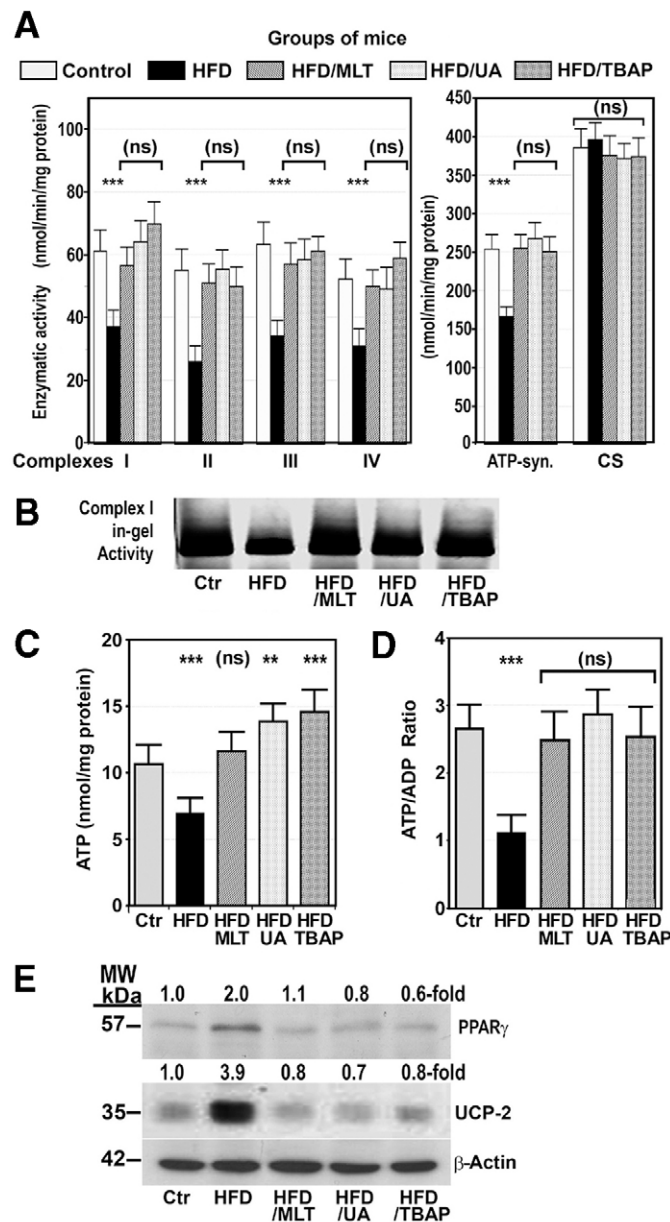 A
Groups of mice
Control HFD HFD/MLT HFD/UA HFD/TBAP
Enzymatic activity (nmol/min/mg protein)
100
80
60
40
20
0
(ns) (ns) (ns) (ns)
*** *** *** ***
Complexes I II III IV
(nmol/min/mg protein)
450
400
350
300
250
200
150
100
50
0
(ns)
(ns)
***
ATP-syn. CS
B
Complex I
in-gel
Activity
Ctr HFD HFD HFD HFD
/MLT /UA /TBAP
C
ATP (nmol/mg protein)
20
15
10
5
0
*** (ns) ** ***
Ctr HFD HFD HFD HFD
MLT UA TBAP
D
ATP/ADP Ratio
4
3
2
1
0
*** (ns)
Ctr HFD HFD HFD HFD
MLT UA TBAP
E
MW
kDa
1.0 2.0 1.1 0.8 0.6-fold
57 PPARγ
1.0 3.9 0.8 0.7 0.8-fold
35 UCP-2
42 β-Actin
Ctr HFD HFD HFD HFD
/MLT /UA /TBAP